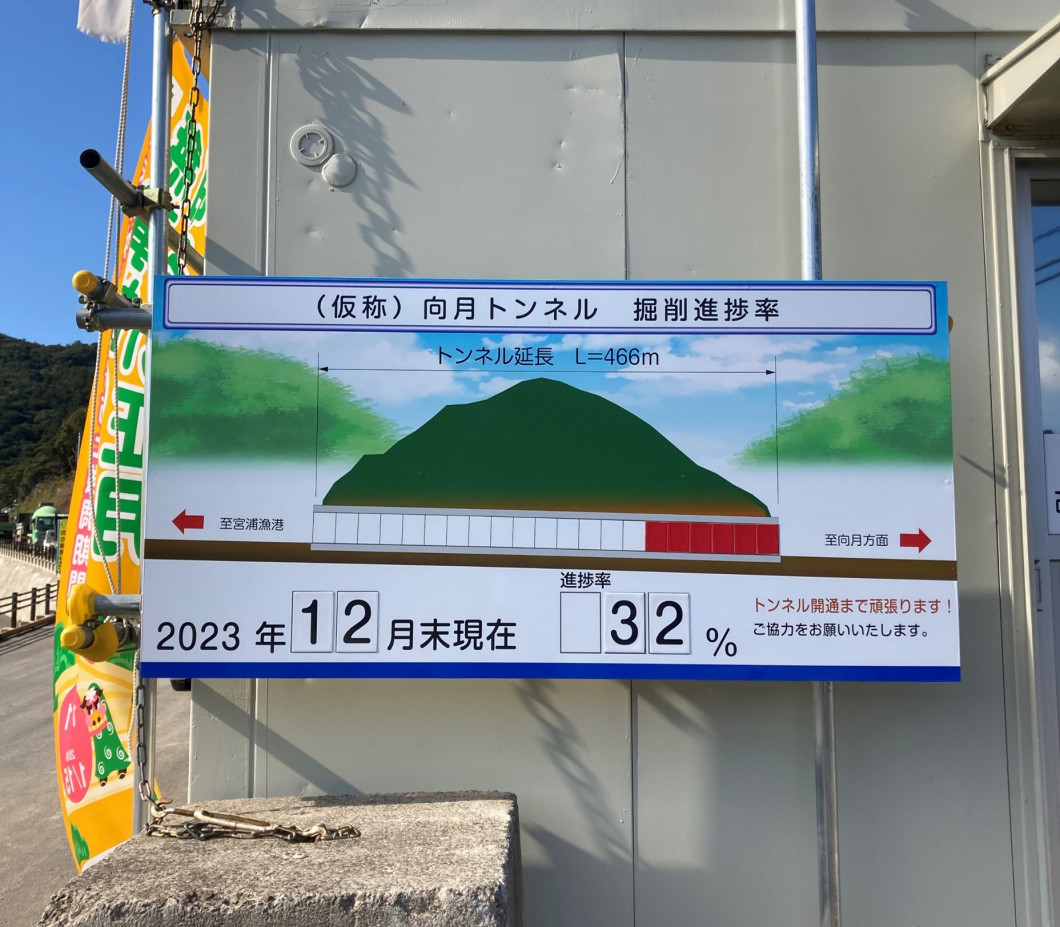 （仮称）向月トンネル　掘削進捗率
トンネル延長　L=466m
至宮浦漁港
至向月方面
進捗率
2023 年 12 月末現在
32 %
トンネル開通まで頑張ります！
ご協力をお願いいたします。